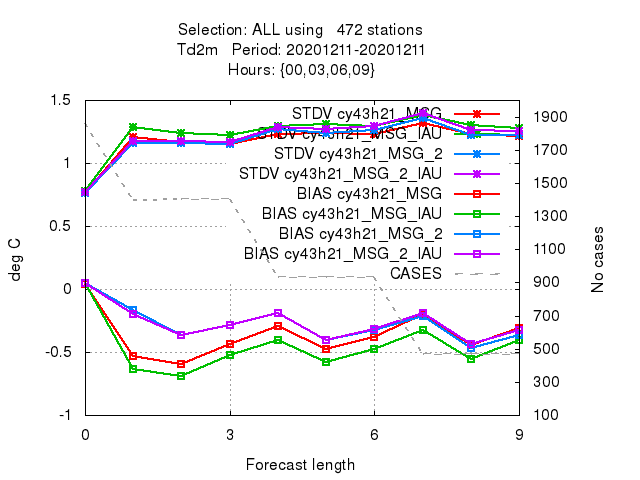 Selection: ALL using 472 stations
Td2m Period: 20201211-20201211
Hours: {00,03,06,09}
deg C
No cases
1.5
1
0.5
0
-0.5
-1
1900
1700
1500
1300
1100
900
700
500
300
100
STDV cy43h21_MSG
STDV cy43h21_MSG_IAU
STDV cy43h21_MSG_2
STDV cy43h21_MSG_2_IAU
BIAS cy43h21_MSG
BIAS cy43h21_MSG_IAU
BIAS cy43h21_MSG_2
BIAS cy43h21_MSG_2_IAU
CASES
0 3 6 9
Forecast length